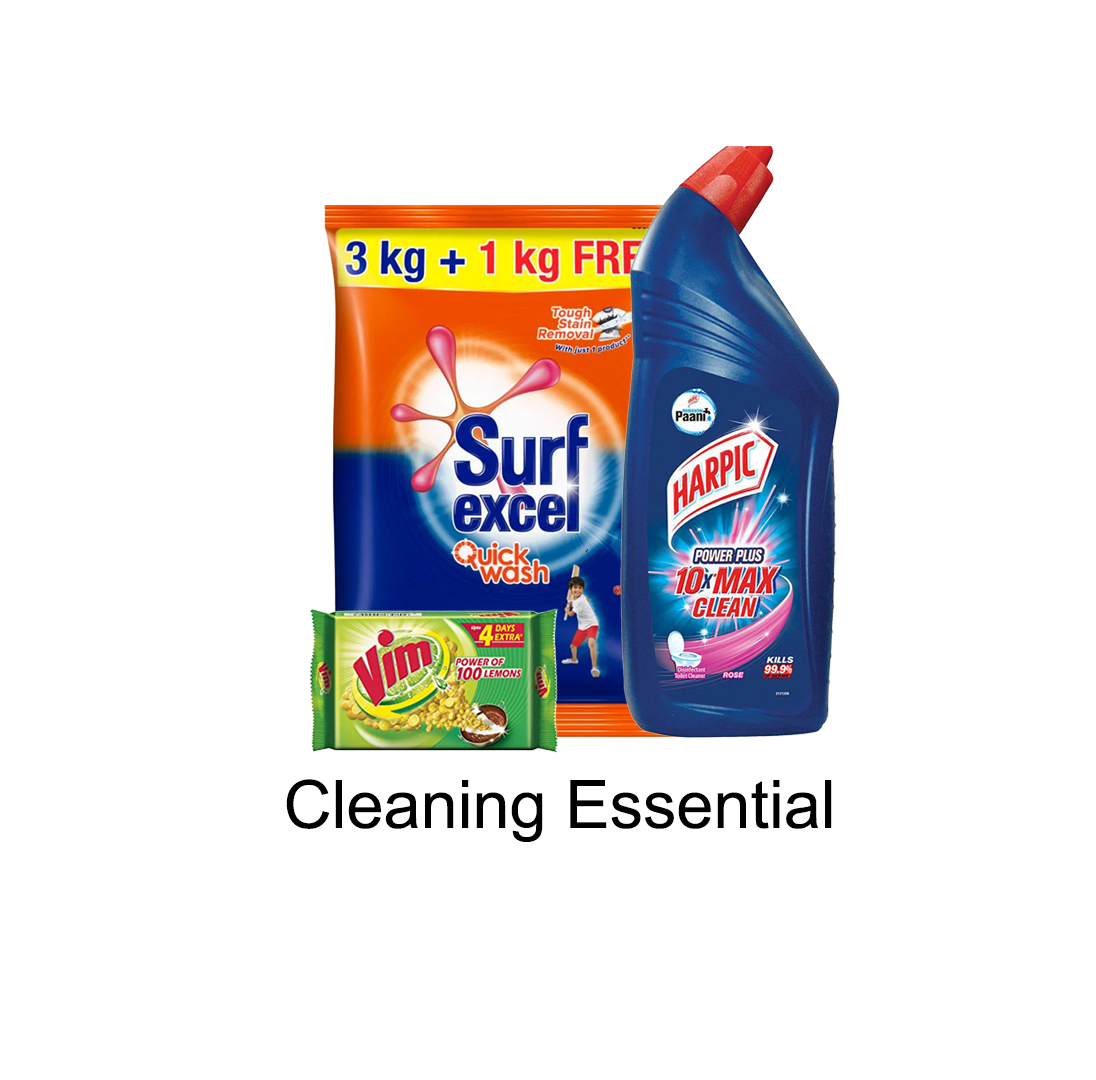 3 kg + 1 kg FRE
Tough
Stain
Removal
With just 1 product*
Surf
excel
Quick
wash
Paani
HARPIC
POWER PLUS
10xMAX
CLEAN
Disinfectant
Toilet Cleaner
ROSE
KILLS
99.9%
Upto 4 DAYS
EXTRA*
Vim
POWER OF
100 LEMONS
Cleaning Essential